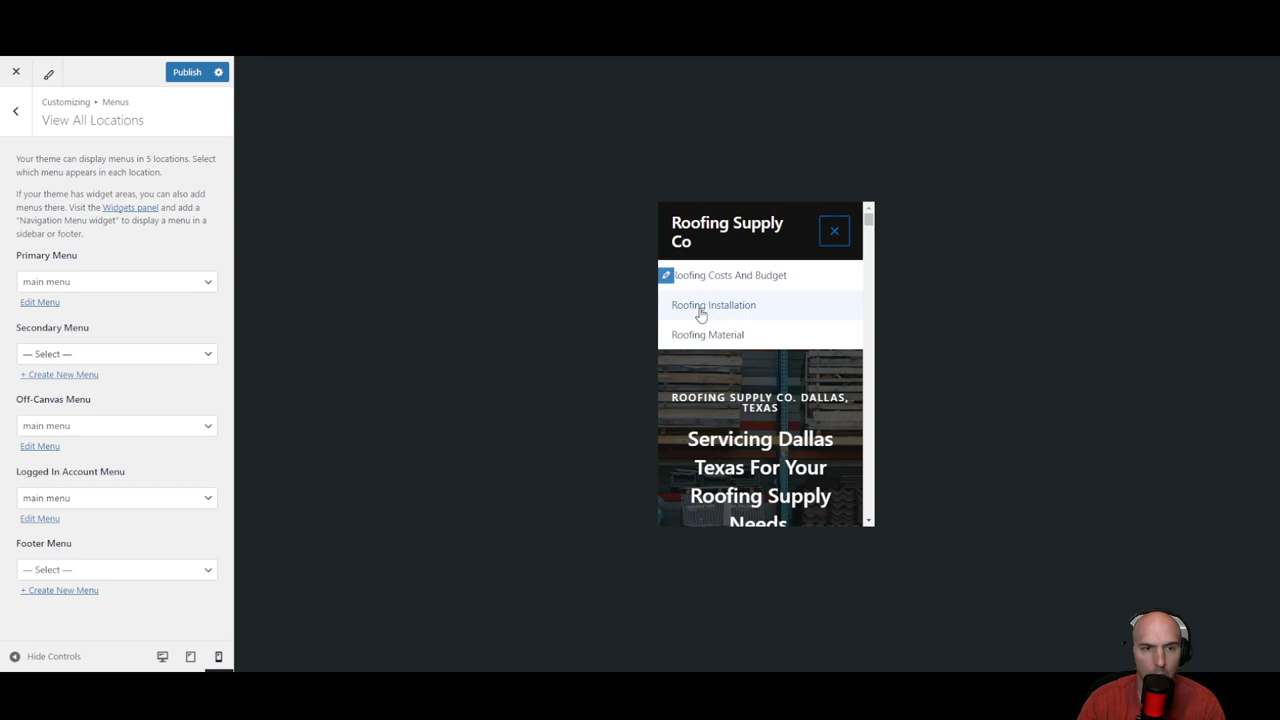 Publish
Customizing ▸ Menus
View All Locations
Your theme can display menus in 5 locations. Select
which menu appears in each location.
If your theme has widget areas, you can also add
menus there. Visit the Widgets panel and add a
“Navigation Menu widget” to display a menu in a
sidebar or footer.
Primary Menu
main menu
Edit Menu
Secondary Menu
— Select —
+ Create New Menu
Off-Canvas Menu
main menu
Edit Menu
Logged In Account Menu
main menu
Edit Menu
Footer Menu
— Select —
+ Create New Menu
Hide Controls
Roofing Supply
Co
Roofing Costs And Budget
Roofing Installation
Roofing Material
ROOFING SUPPLY CO. DALLAS,
TEXAS
Servicing Dallas
Texas For Your
Roofing Supply
Needs